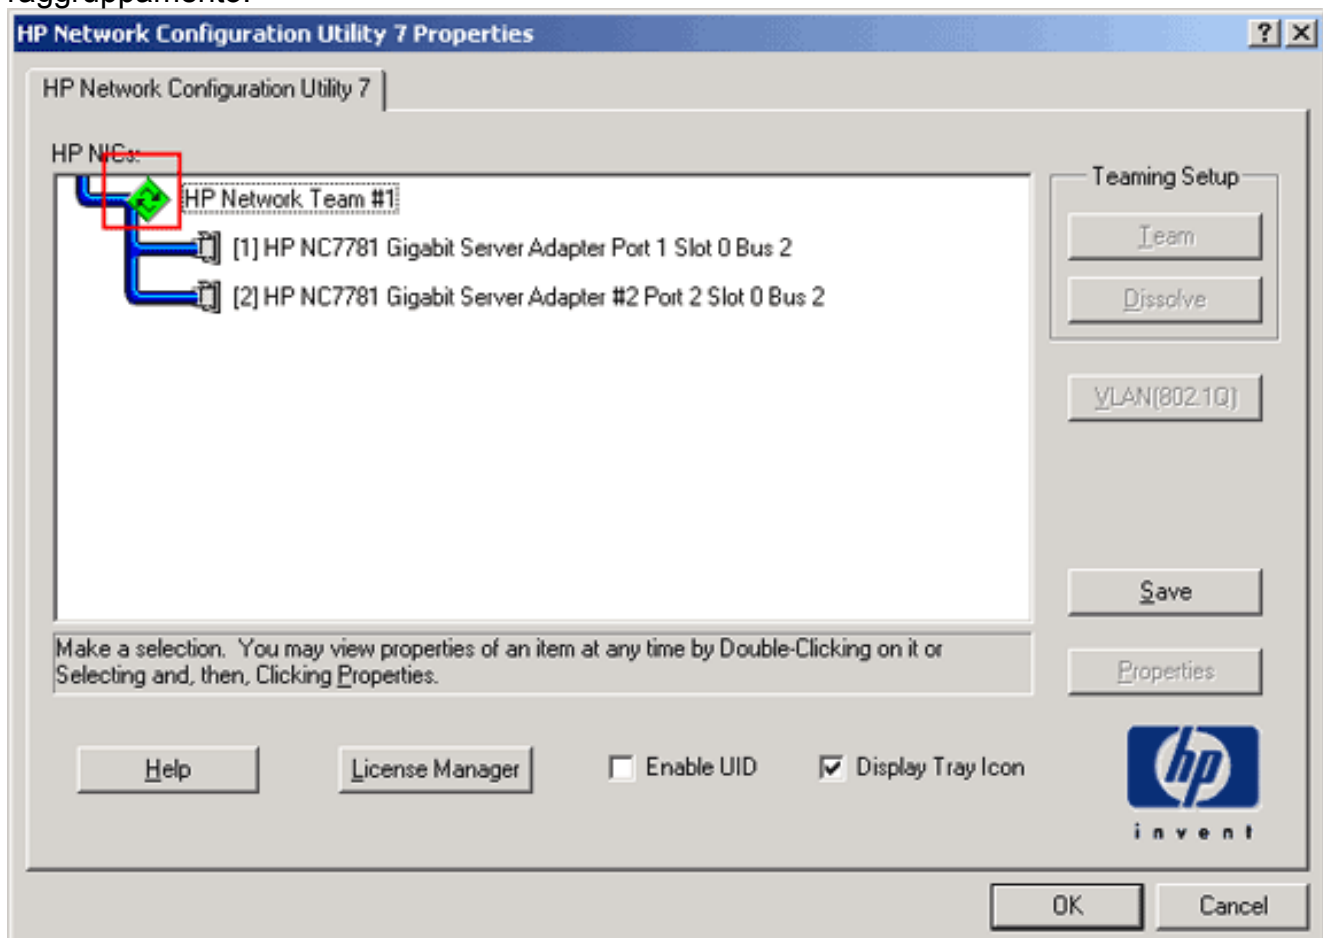 raggruppamento.
HP Network Configuration Utility 7 Properties
HP Network Configuration Utility 7
HP NICs:
HP Network Team #1
[1] HP NC7781 Gigabit Server Adapter Port 1 Slot 0 Bus 2
[2] HP NC7781 Gigabit Server Adapter #2 Port 2 Slot 0 Bus 2
Teaming Setup
Team
Dissolve
VLAN(802.1Q)
Save
Make a selection. You may view properties of an item at any time by Double-Clicking on it or
Selecting and, then, Clicking Properties.
Properties
Help
License Manager
Enable UID
Display Tray Icon
hp
invent
OK
Cancel